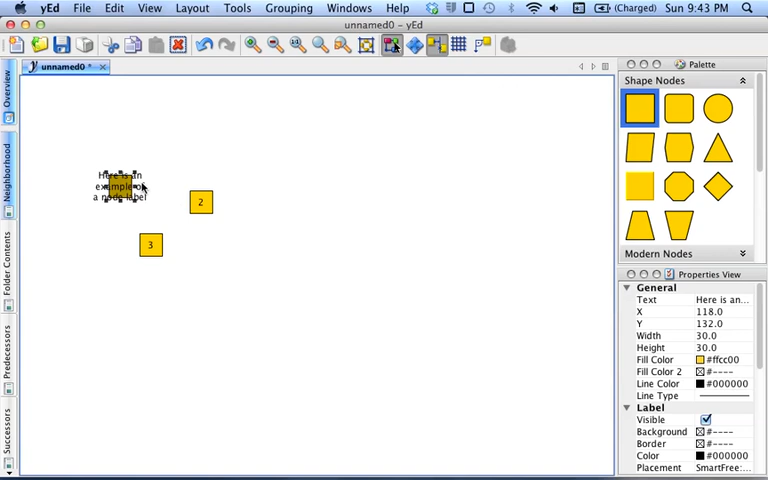 yEd File Edit View Layout Tools Grouping Windows Help (Charged) Sun 9:43 PM
unnamed0 - yEd
unnamed0 *
Overview
Neighborhood
Folder Contents
Predecessors
Successors
Here is an
example of
a node label
2
3
Palette
Shape Nodes
Modern Nodes
Properties View
General
Text Here is an...
X 118.0
Y 132.0
Width 30.0
Height 30.0
Fill Color #ffcc00
Fill Color 2 #----
Line Color #000000
Line Type
Label
Visible
Background #----
Border #----
Color #000000
Placement SmartFree:...